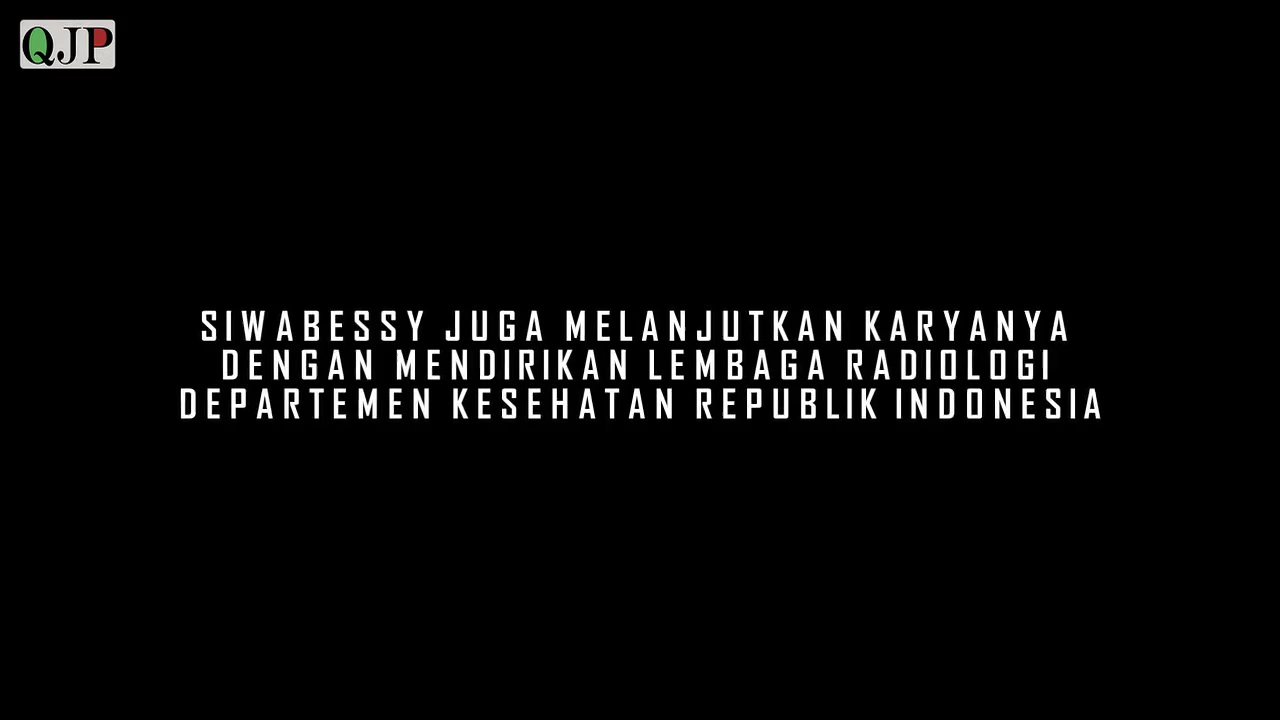 QJP
SIWABESSY JUGA MELANJUTKAN KARYANYA
DENGAN MENDIRIKAN LEMBAGA RADIOLOGI
DEPARTEMEN KESEHATAN REPUBLIK INDONESIA